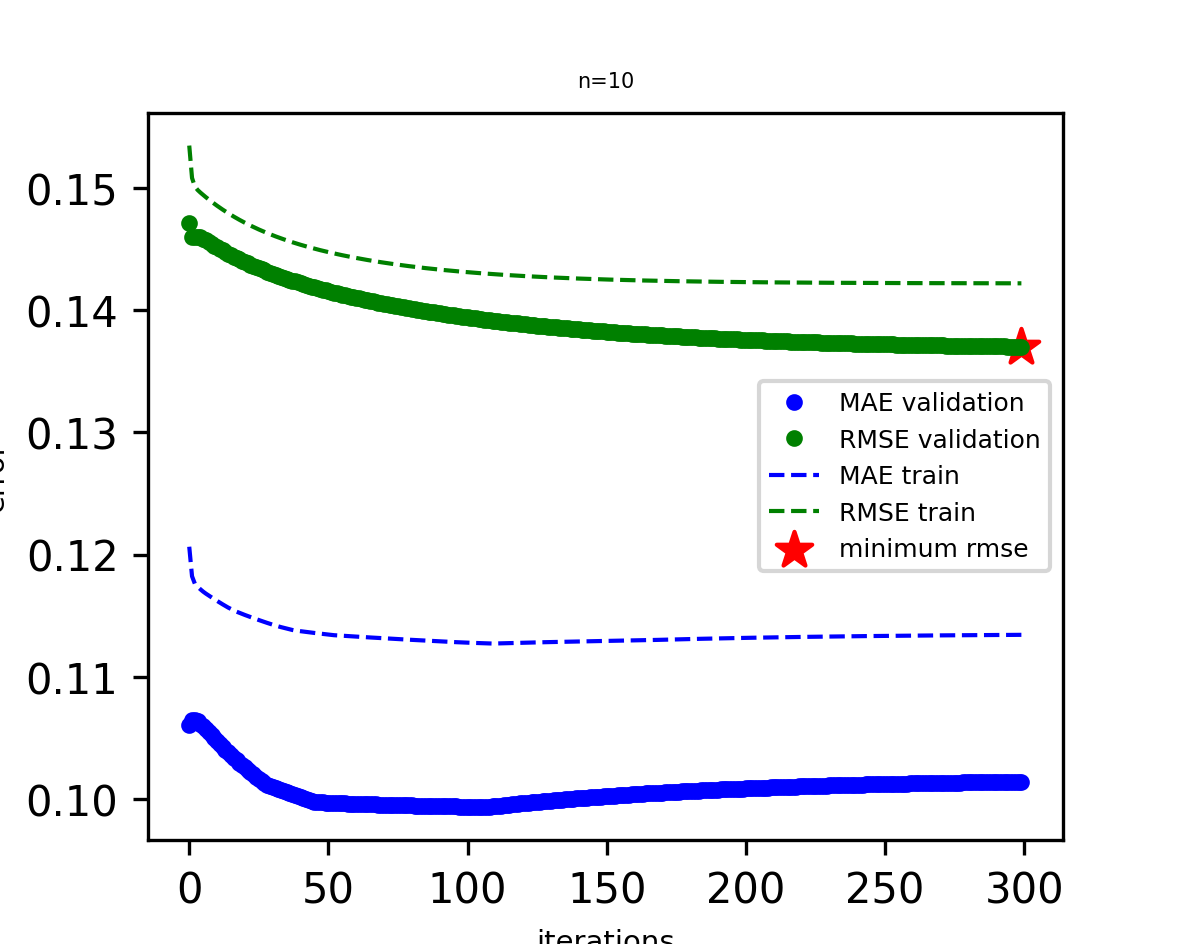 n=10
0.15
0.14
0.13
0.12
0.11
0.10
MAE validation
RMSE validation
MAE train
RMSE train
minimum rmse
0 50 100 150 200 250 300
iterations